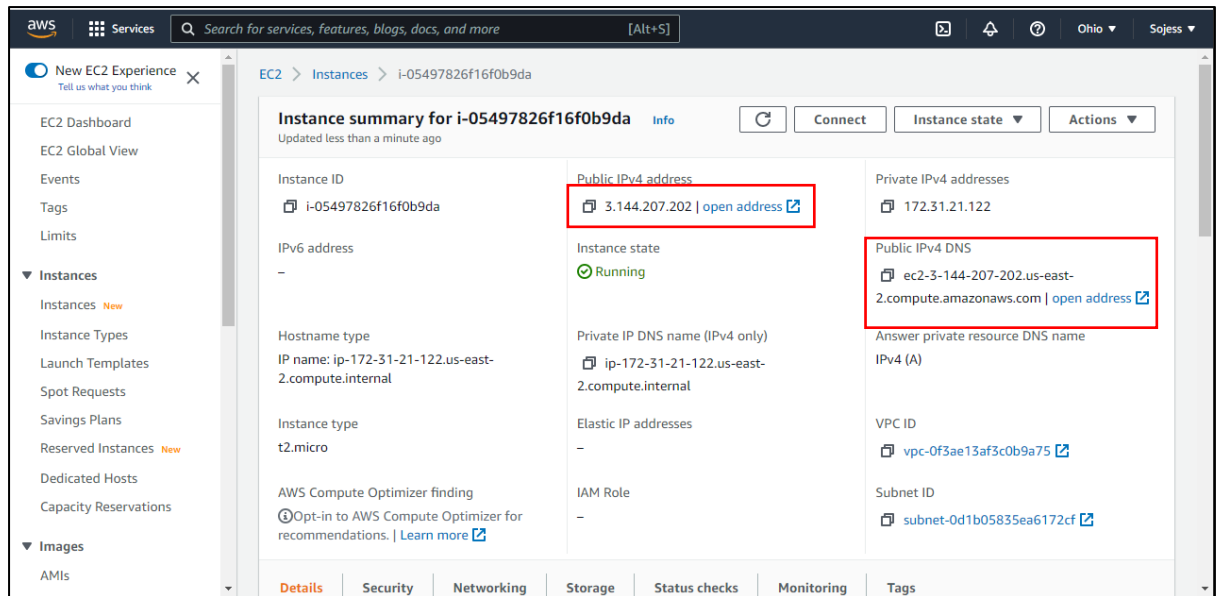 aws Services Search for services, features, blogs, docs, and more [Alt+S] Ohio ▼ Sojess ▼
New EC2 Experience
Tell us what you think
EC2 Dashboard
EC2 Global View
Events
Tags
Limits
▼ Instances
Instances New
Instance Types
Launch Templates
Spot Requests
Savings Plans
Reserved Instances New
Dedicated Hosts
Capacity Reservations
▼ Images
AMIs
EC2 > Instances > i-05497826f16f0b9da
Instance summary for i-05497826f16f0b9da Info
Updated less than a minute ago
Connect
Instance state ▼
Actions ▼
Instance ID
i-05497826f16f0b9da
Public IPv4 address
3.144.207.202 | open address
Private IPv4 addresses
172.31.21.122
IPv6 address
–
Instance state
Running
Public IPv4 DNS
ec2-3-144-207-202.us-east-
2.compute.amazonaws.com | open address
Hostname type
IP name: ip-172-31-21-122.us-east-
2.compute.internal
Private IP DNS name (IPv4 only)
ip-172-31-21-122.us-east-
2.compute.internal
Answer private resource DNS name
IPv4 (A)
Instance type
t2.micro
Elastic IP addresses
–
VPC ID
vpc-0f3ae13af3c0b9a75
AWS Compute Optimizer finding
Opt-in to AWS Compute Optimizer for
recommendations. | Learn more
IAM Role
–
Subnet ID
subnet-0d1b05835ea6172cf
Details Security Networking Storage Status checks Monitoring Tags